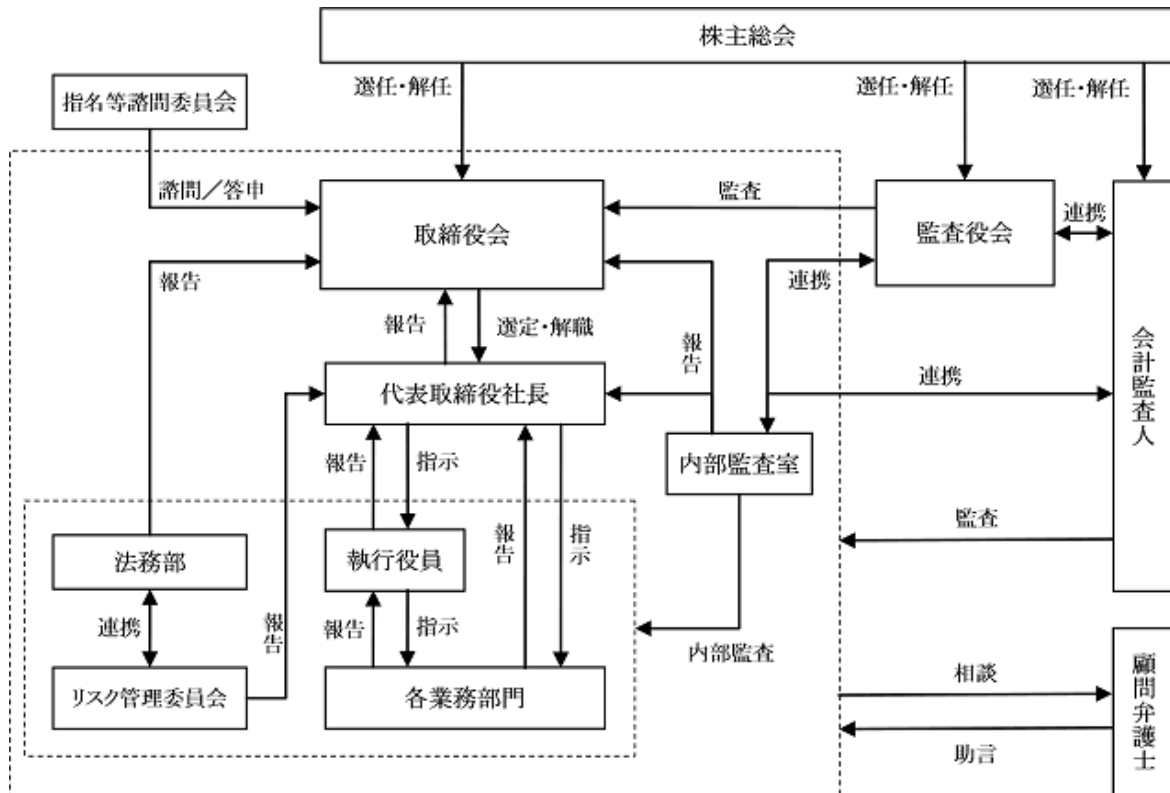 株主総会
選任・解任
選任・解任
選任・解任
指名等諮問委員会
諮問／答申
取締役会
監査
監査役会
連携
報告
連携
報告
選定・解職
報告
会計監査人
代表取締役社長
連携
内部監査室
報告
指示
監査
法務部
執行役員
報告
指示
連携
報告
報告
指示
内部監査
リスク管理委員会
各業務部門
相談
顧問弁護士
助言